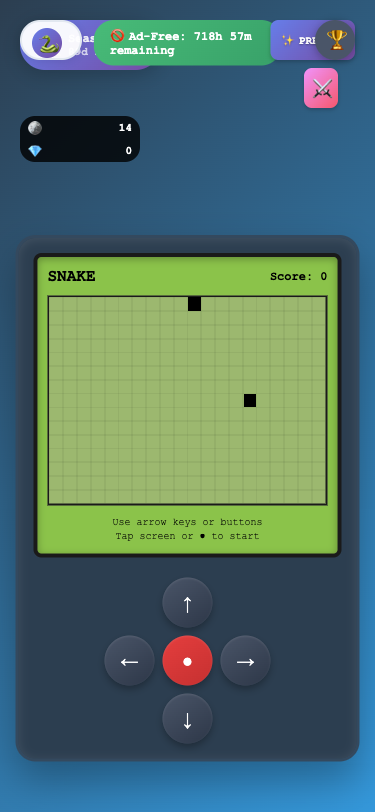 🚫 Ad-Free: 718h 57m
remaining
14
0
SNAKE
Score: 0
Use arrow keys or buttons
Tap screen or ● to start
↑
← ● →
↓